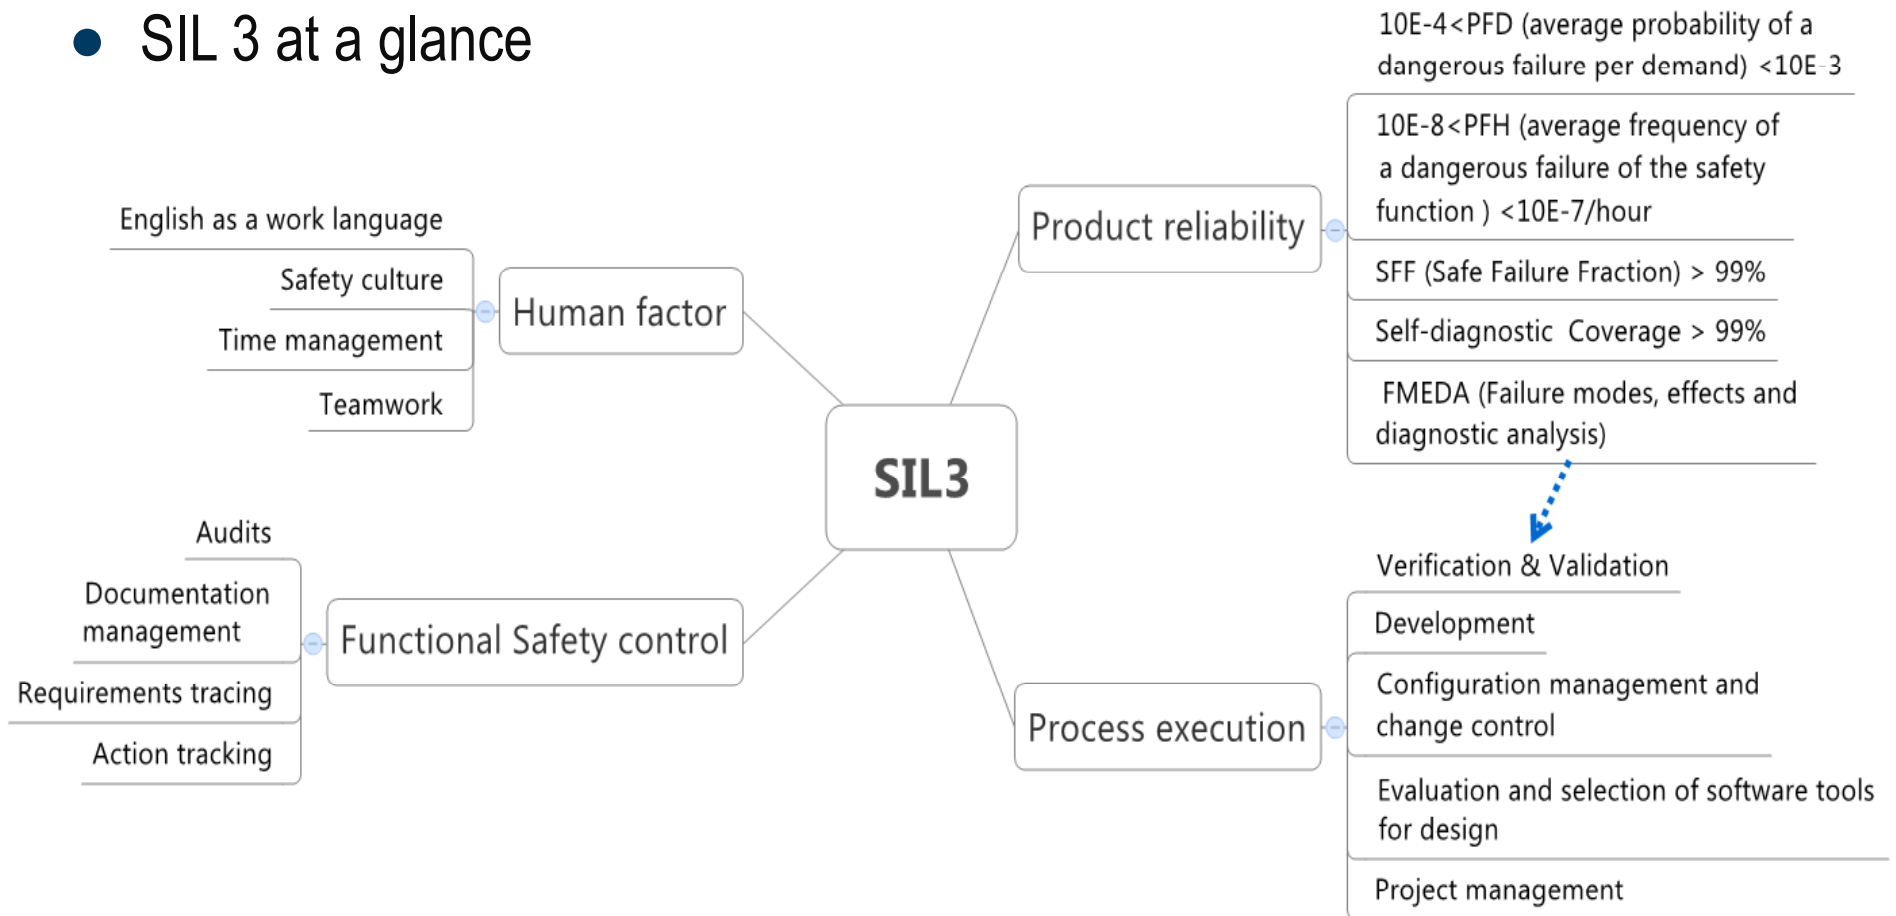 SIL 3 at a glance
10E-4<PFD (average probability of a
dangerous failure per demand) <10E-3
10E-8<PFH (average frequency of
a dangerous failure of the safety
function ) <10E-7/hour
SFF (Safe Failure Fraction) > 99%
Self-diagnostic Coverage > 99%
FMEDA (Failure modes, effects and
diagnostic analysis)
Product reliability
English as a work language
Safety culture
Time management
Teamwork
Human factor
SIL3
Audits
Documentation
management
Requirements tracing
Action tracking
Functional Safety control
Process execution
Verification & Validation
Development
Configuration management and
change control
Evaluation and selection of software tools
for design
Project management